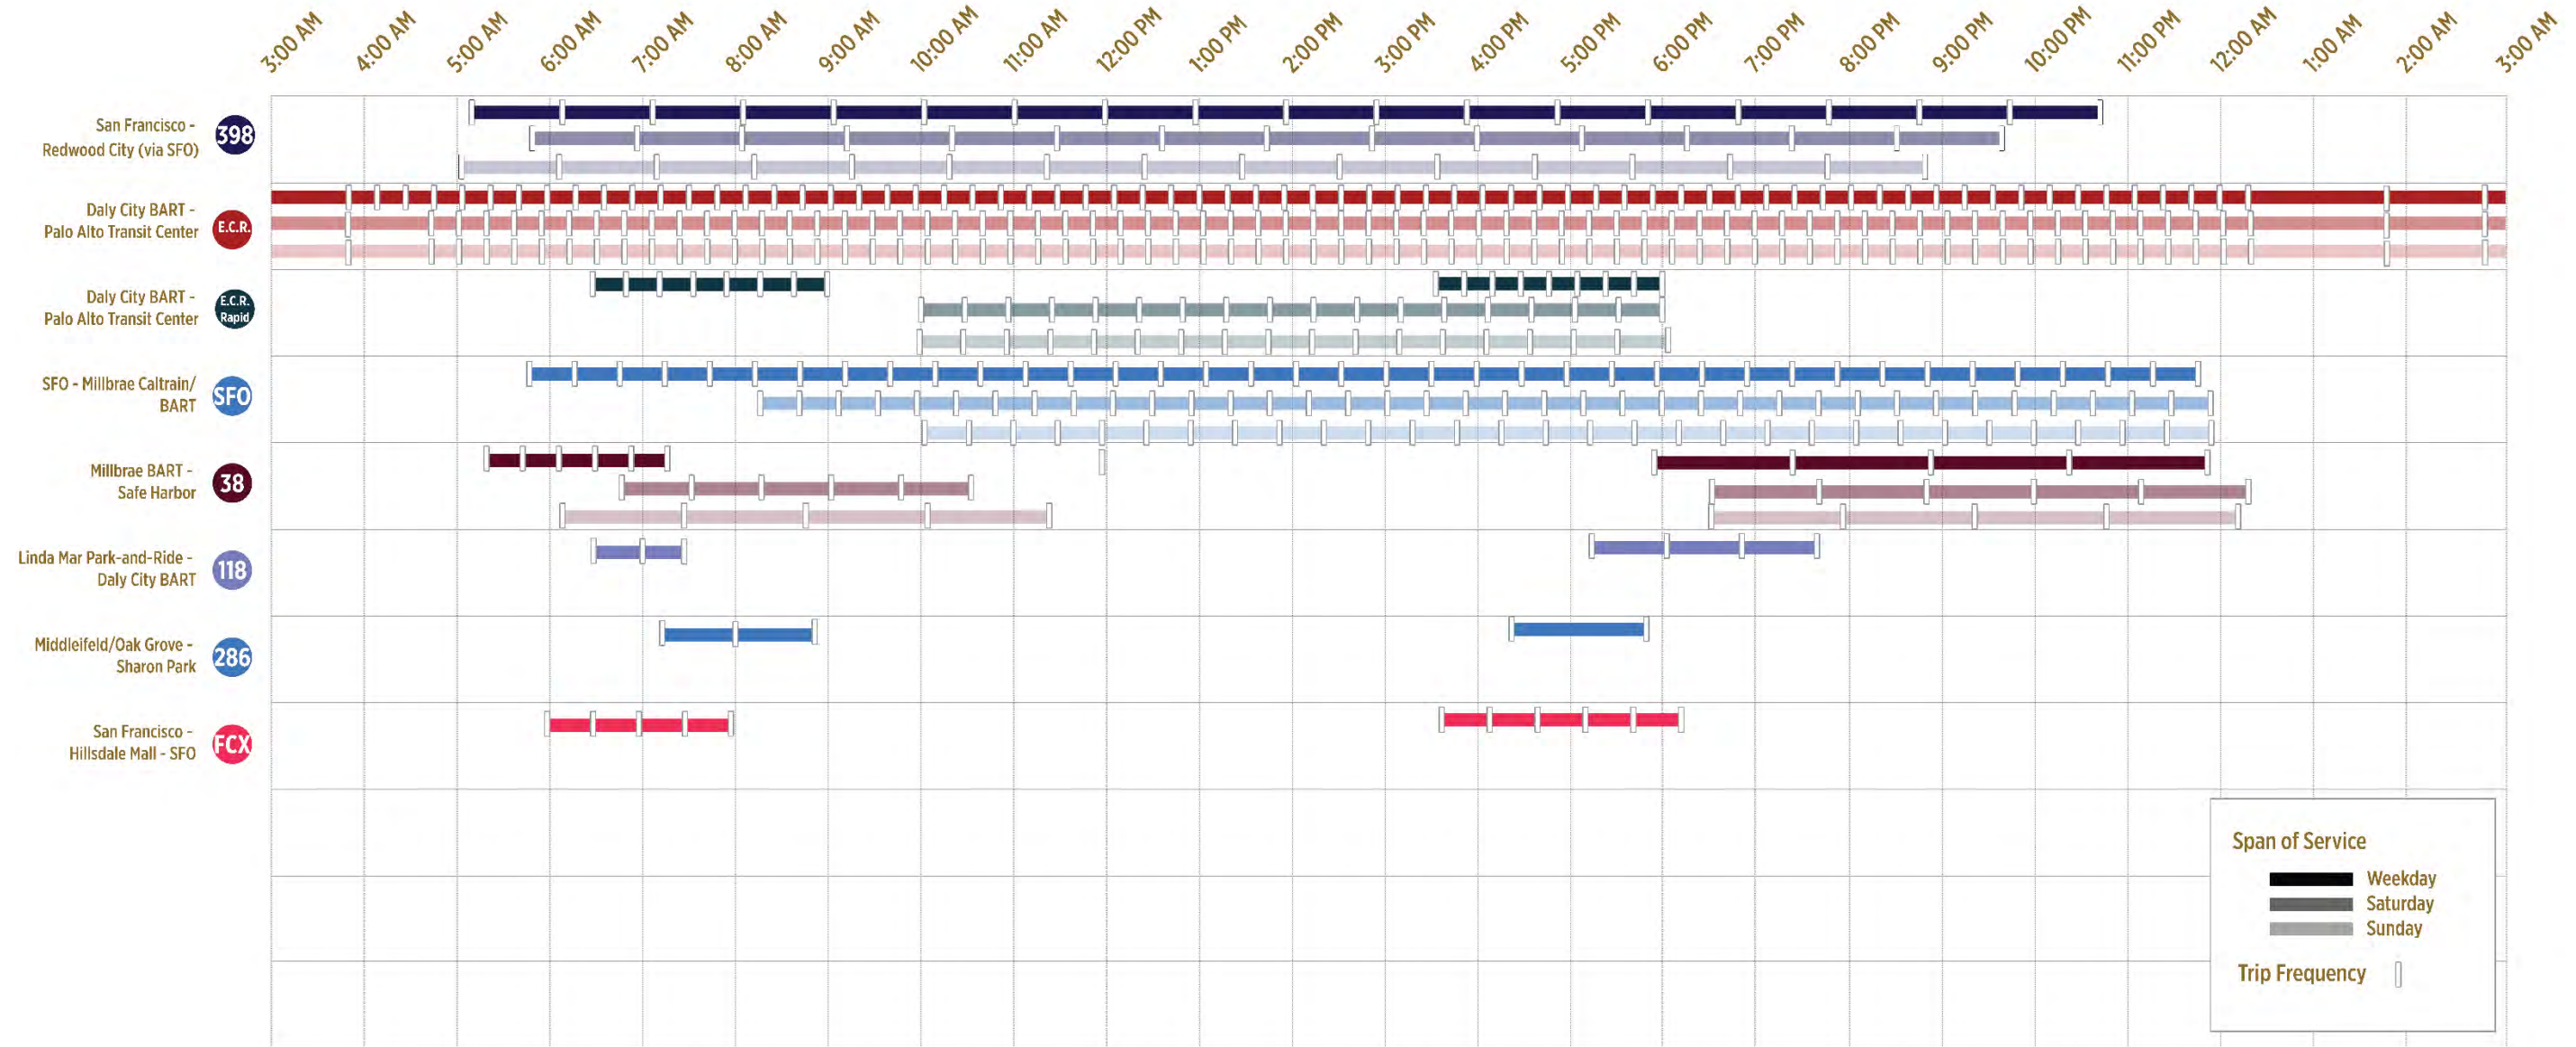 3:00 AM
4:00 AM
5:00 AM
6:00 AM
7:00 AM
8:00 AM
9:00 AM
10:00 AM
11:00 AM
12:00 PM
1:00 PM
2:00 PM
3:00 PM
4:00 PM
5:00 PM
6:00 PM
7:00 PM
8:00 PM
9:00 PM
10:00 PM
11:00 PM
12:00 AM
1:00 AM
2:00 AM
3:00 AM
San Francisco -
Redwood City (via SFO)
398
Daly City BART -
Palo Alto Transit Center
E.C.R.
Daly City BART -
Palo Alto Transit Center
E.C.R.
Rapid
SFO - Millbrae Caltrain/
BART
SFO
Millbrae BART -
Safe Harbor
38
Linda Mar Park-and-Ride -
Daly City BART
118
Middleifeld/Oak Grove -
Sharon Park
286
San Francisco -
Hillsdale Mall - SFO
FCX
Span of Service
Weekday
Saturday
Sunday
Trip Frequency